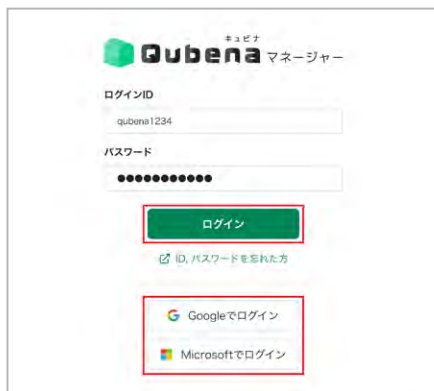 キュビナ
Qubena マネージャー
ログインID
qubena1234
パスワード
●●●●●●●●●●●
ログイン
ID, パスワードを忘れた方
Googleでログイン
Microsoftでログイン